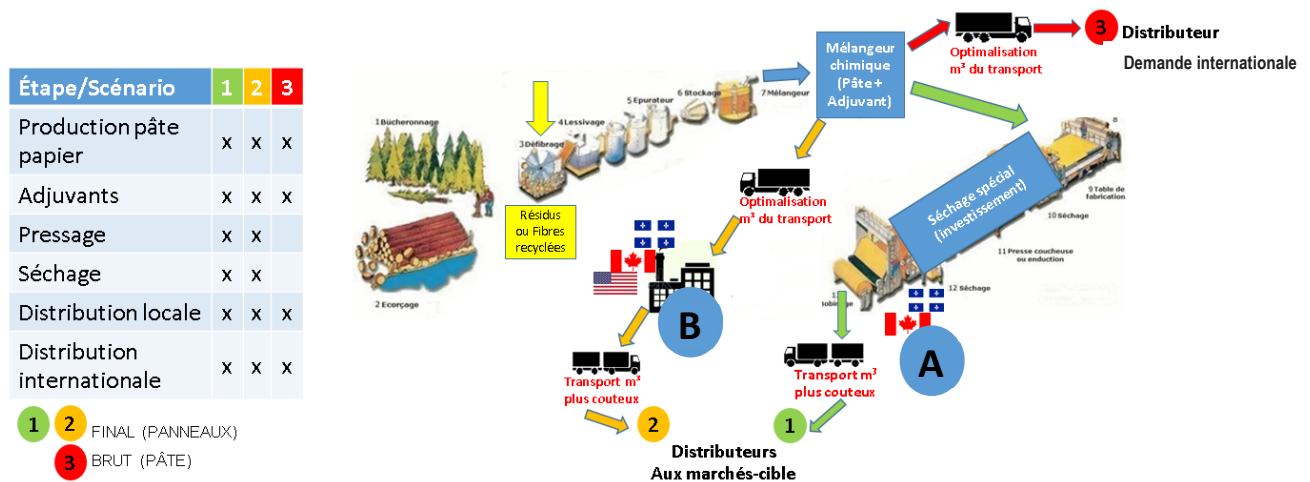 Étape/Scénario 1 2 3
Production pâte
papier x x x
Adjuvants x x x
Pressage x x
Séchage x x
Distribution locale x x x
Distribution
internationale x x x
1 2 FINAL (PANNEAUX)
3 BRUT (PÂTE)
1 Bûcheronnage
2 Ecorçage
3 Défibrage
4 Lessivage
5 Epurateur
6 Stockage
7 Mélangeur
Résidus
ou Fibres
recyclées
Mélangeur
chimique
(Pâte +
Adjuvant)
Optimalisation
m³ du transport
3 Distributeur
Demande internationale
Optimalisation
m³ du transport
8
9 Table de
fabrication
10 Séchage
11 Presse coucheuse
ou enduction
12 Séchage
Séchage spécial
(investissement)
B
A
Transport m³
plus couteux
Transport m³
plus couteux
2
1
Distributeurs
Aux marchés-cible